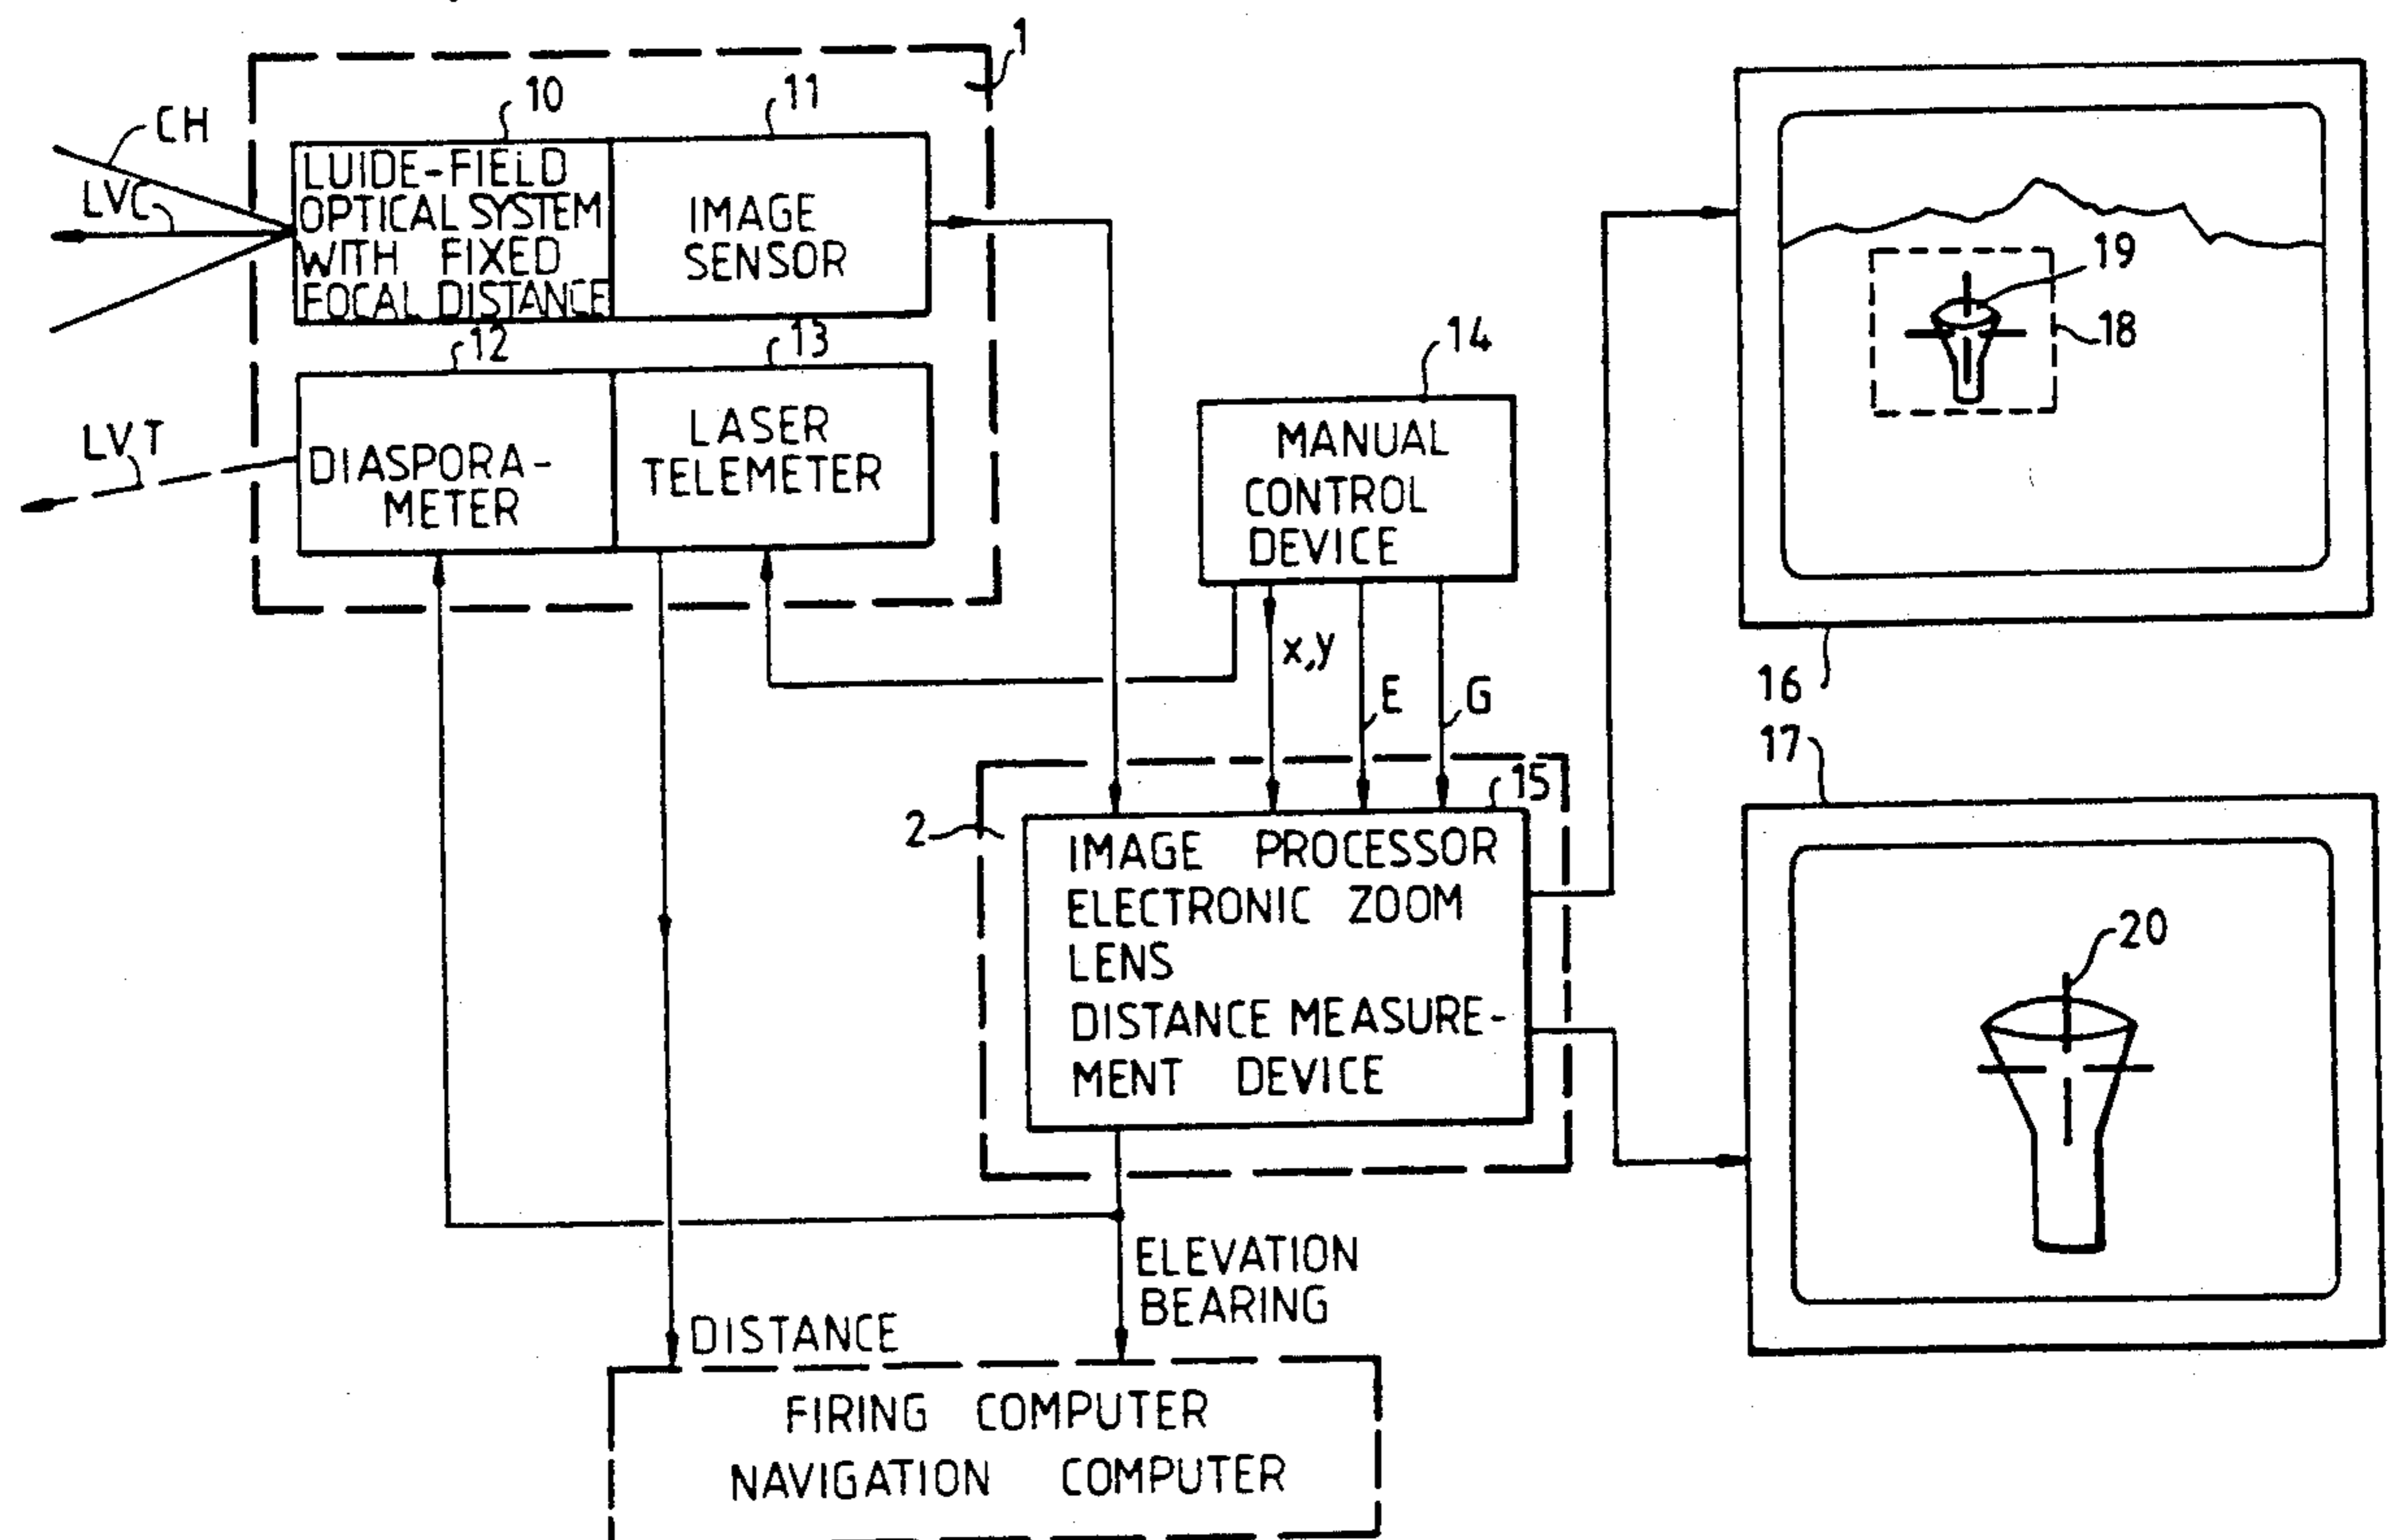 1
10
11
CH
LVC
LUIDE-FIELD
OPTICAL SYSTEM
WITH FIXED
FOCAL DISTANCE
IMAGE
SENSOR
12
13
LVT
DIASPORA-
METER
LASER
TELEMETER
14
MANUAL
CONTROL
DEVICE
x,y
E
G
2
15
IMAGE PROCESSOR
ELECTRONIC ZOOM
LENS
DISTANCE MEASURE-
MENT DEVICE
ELEVATION
BEARING
DISTANCE
FIRING COMPUTER
NAVIGATION COMPUTER
19
18
16
17
20